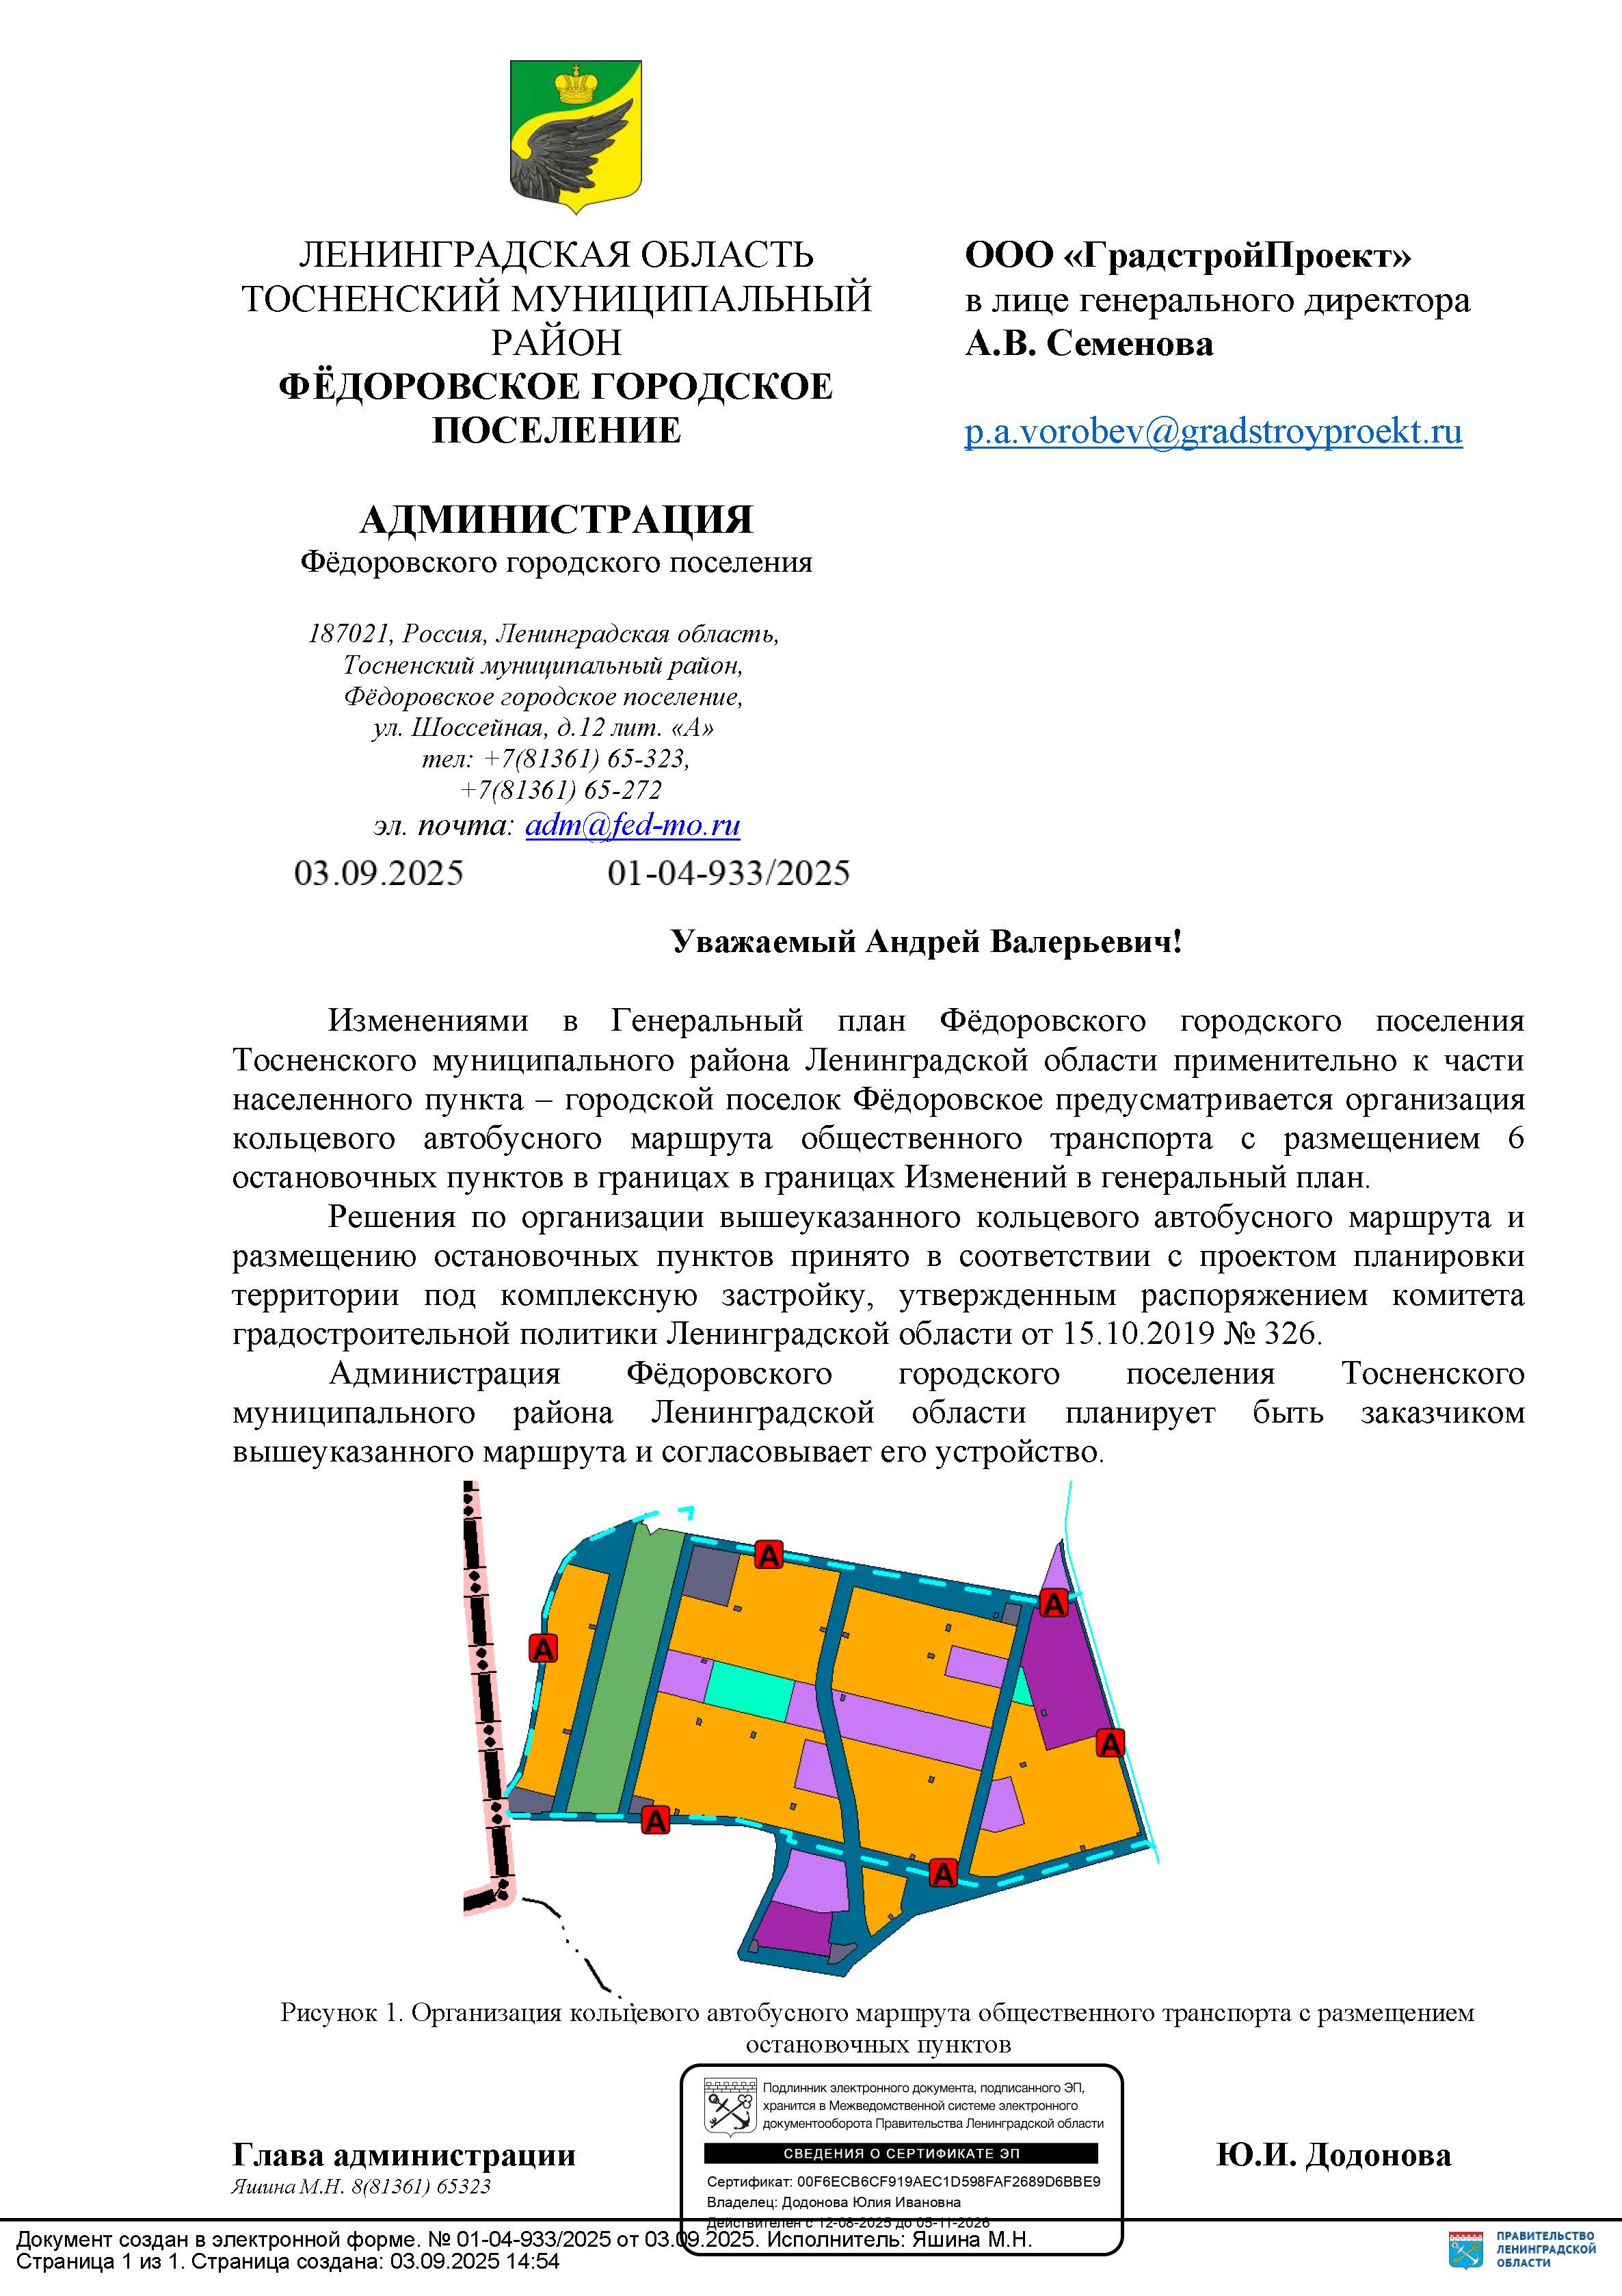 ЛЕНИНГРАДСКАЯ ОБЛАСТЬ
ТОСНЕНСКИЙ МУНИЦИПАЛЬНЫЙ
РАЙОН
ФЁДОРОВСКОЕ ГОРОДСКОЕ
ПОСЕЛЕНИЕ
АДМИНИСТРАЦИЯ
Фёдоровского городского поселения
187021, Россия, Ленинградская область,
Тосненский муниципальный район,
Фёдоровское городское поселение,
ул. Шоссейная, д.12 лит. «А»
тел: +7(81361) 65-323,
+7(81361) 65-272
эл. почта: adm@fed-mo.ru
03.09.2025 01-04-933/2025
ООО «ГрадстройПроект»
в лице генерального директора
А.В. Семенова
p.a.vorobev@gradstroyproekt.ru
Уважаемый Андрей Валерьевич!
Изменениями в Генеральный план Фёдоровского городского поселения
Тосненского муниципального района Ленинградской области применительно к части
населенного пункта – городской поселок Фёдоровское предусматривается организация
кольцевого автобусного маршрута общественного транспорта с размещением 6
остановочных пунктов в границах в границах Изменений в генеральный план.
Решения по организации вышеуказанного кольцевого автобусного маршрута и
размещению остановочных пунктов принято в соответствии с проектом планировки
территории под комплексную застройку, утвержденным распоряжением комитета
градостроительной политики Ленинградской области от 15.10.2019 № 326.
Администрация Фёдоровского городского поселения Тосненского
муниципального района Ленинградской области планирует быть заказчиком
вышеуказанного маршрута и согласовывает его устройство.
А
А
А
А
А
А
Рисунок 1. Организация кольцевого автобусного маршрута общественного транспорта с размещением
остановочных пунктов
Подлинник электронного документа, подписанного ЭП,
хранится в Межведомственной системе электронного
документооборота Правительства Ленинградской области
СВЕДЕНИЯ О СЕРТИФИКАТЕ ЭП
Сертификат: 00F6ECB6CF919AEC1D598FAF2689D6BBE9
Владелец: Додонова Юлия Ивановна
Действителен с 12-08-2025 до 05-11-2026
Глава администрации
Ю.И. Додонова
Яшина М.Н. 8(81361) 65323
Документ создан в электронной форме. № 01-04-933/2025 от 03.09.2025. Исполнитель: Яшина М.Н.
Страница 1 из 1. Страница создана: 03.09.2025 14:54
ПРАВИТЕЛЬСТВО
ЛЕНИНГРАДСКОЙ
ОБЛАСТИ